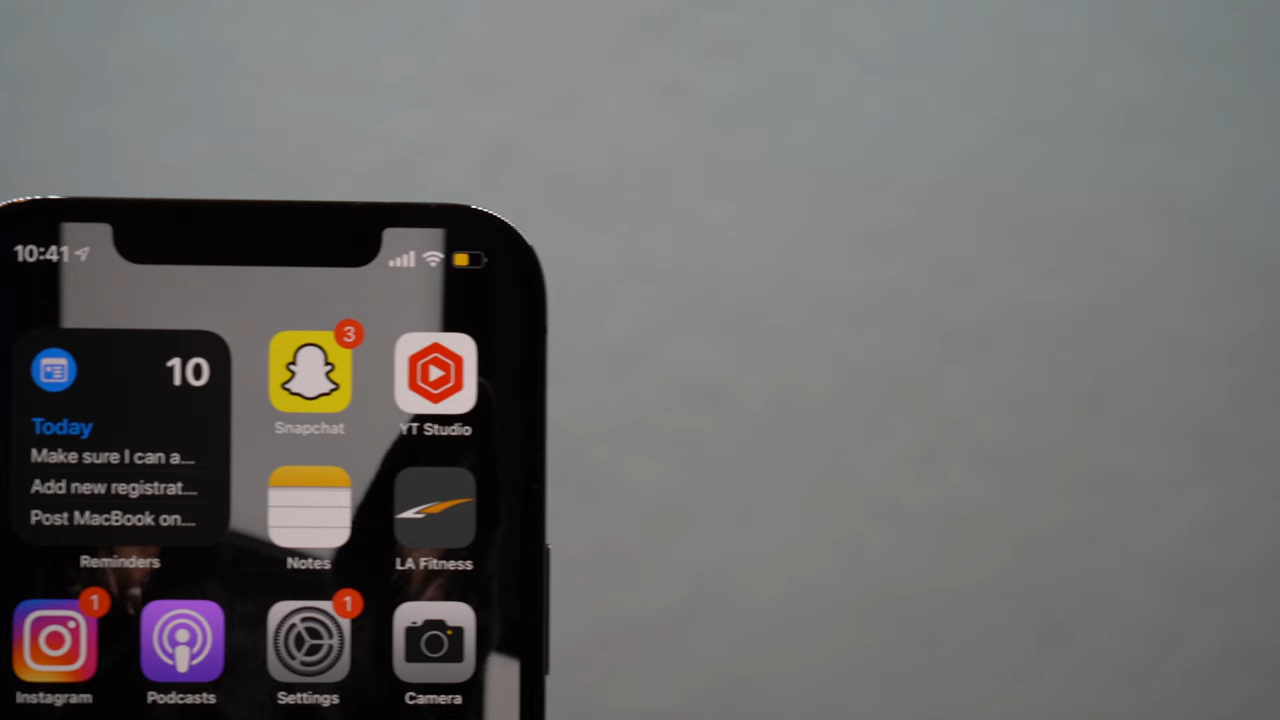 10:41
10
Today
Make sure I can a...
Add new registrat...
Post MacBook on...
Reminders
3
Snapchat
YT Studio
Notes
LA Fitness
1
Instagram
Podcasts
1
Settings
Camera